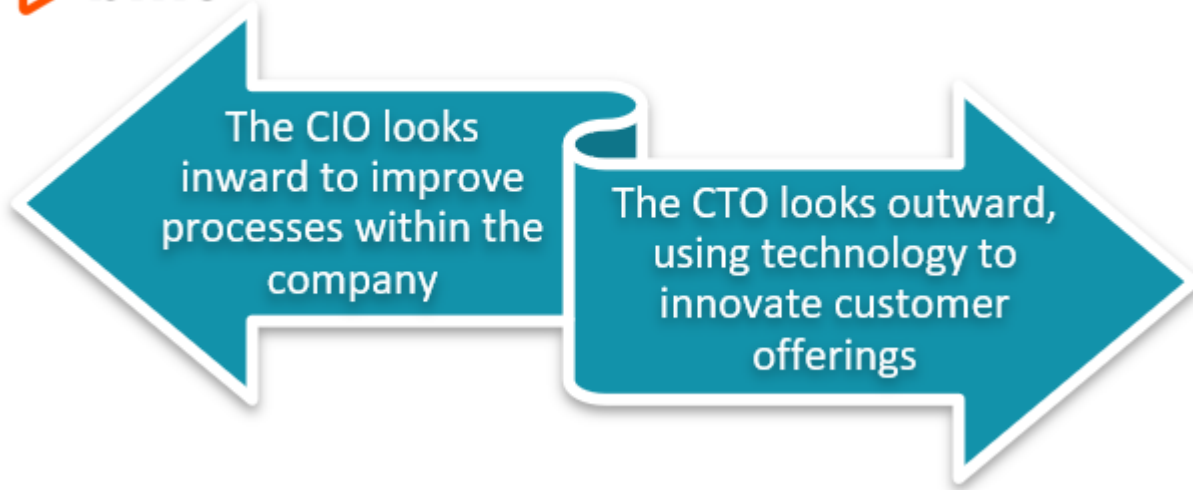 The CIO looks
inward to improve
processes within the
company
The CTO looks outward,
using technology to
innovate customer
offerings